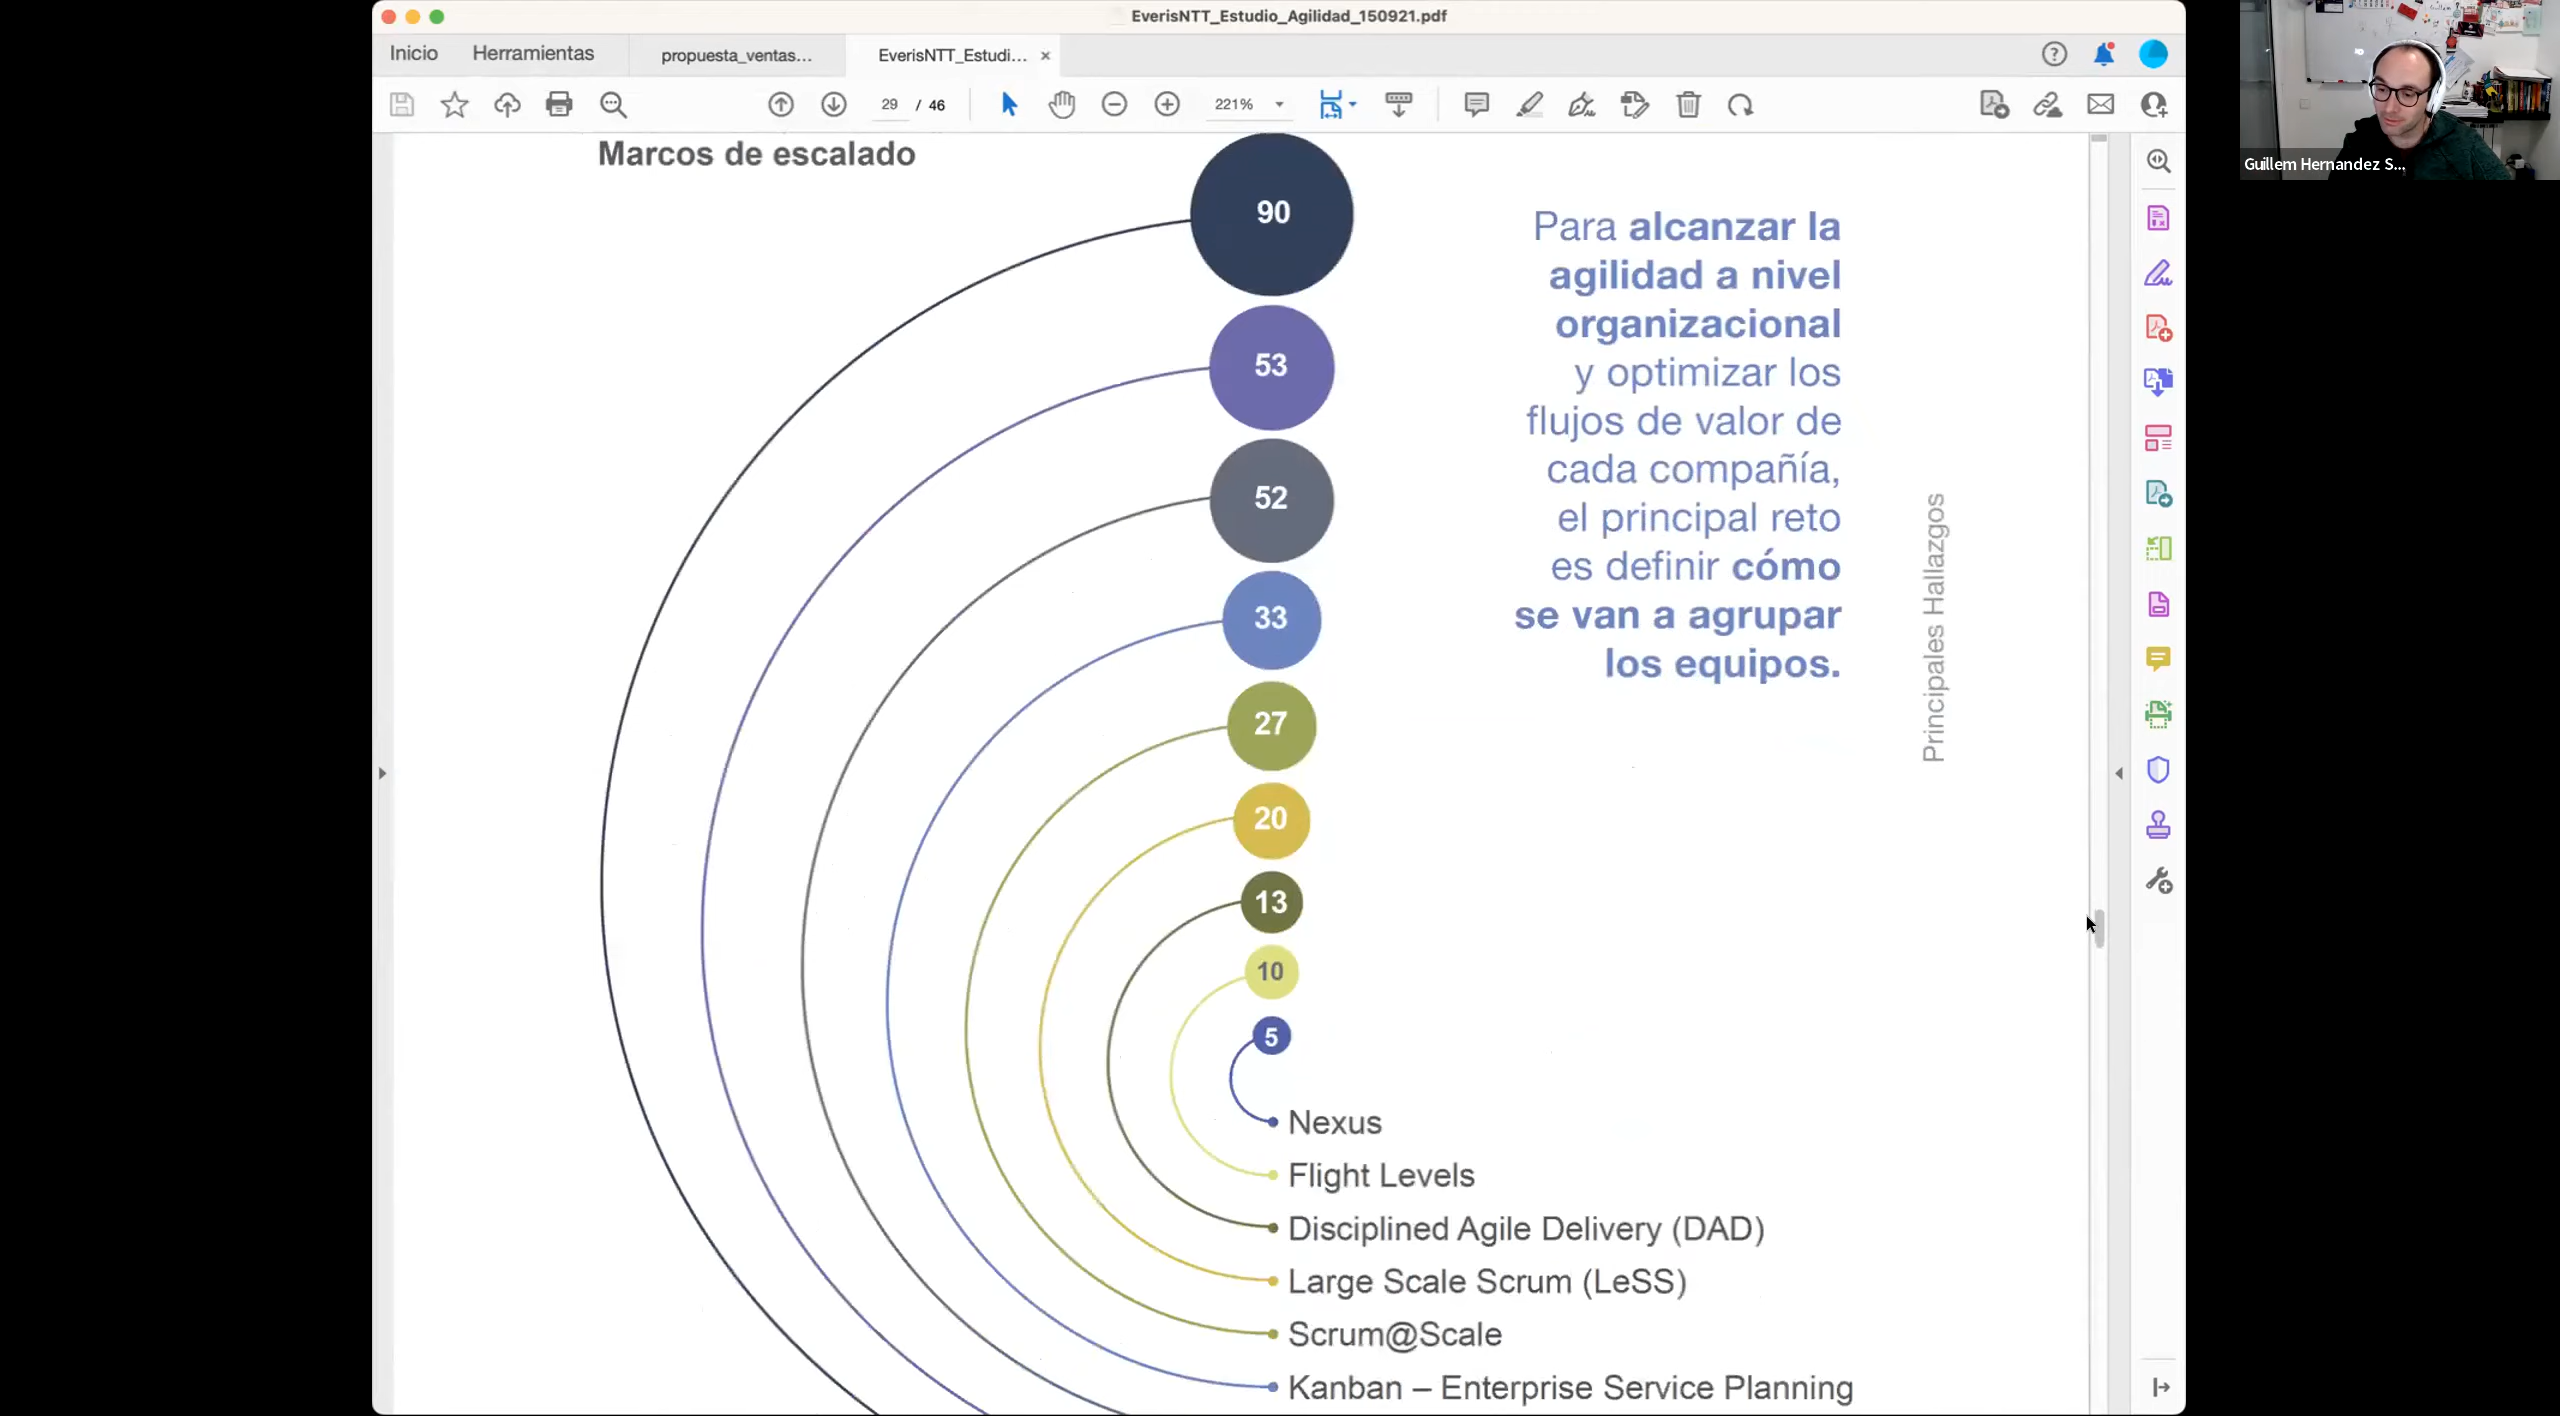 EverisNTT_Estudio_Agilidad_150921.pdf
Inicio
Herramientas
propuesta_ventas...
EverisNTT_Estudi...
29 / 46
221%
Guillem Hernandez S...
Marcos de escalado
90
53
52
33
27
20
13
10
5
Para alcanzar la
agilidad a nivel
organizacional
y optimizar los
flujos de valor de
cada compañía,
el principal reto
es definir cómo
se van a agrupar
los equipos.
Principales Hallazgos
Nexus
Flight Levels
Disciplined Agile Delivery (DAD)
Large Scale Scrum (LeSS)
Scrum@Scale
Kanban – Enterprise Service Planning